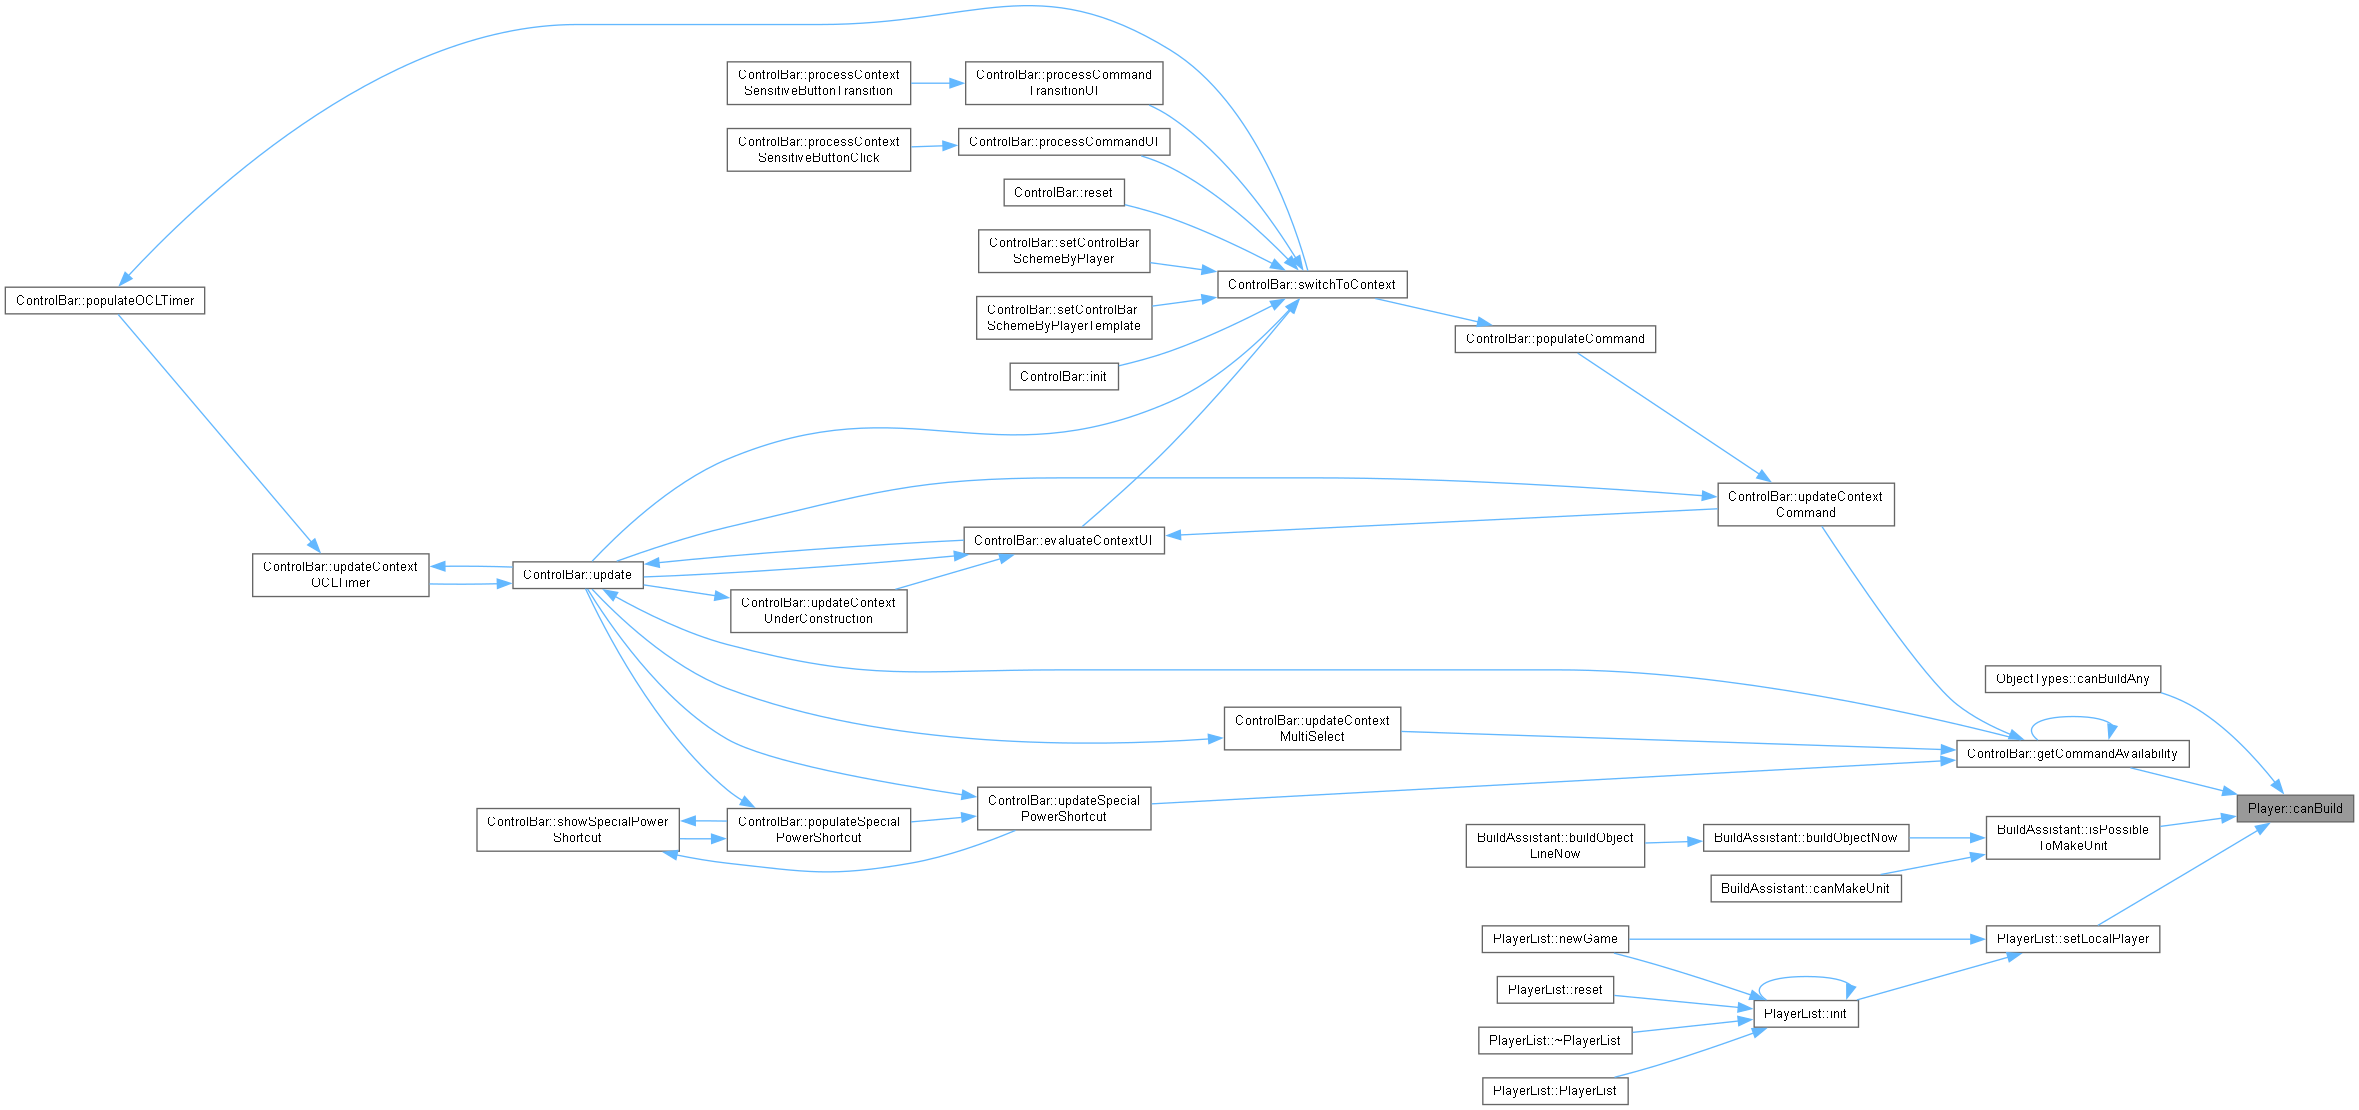 ControlBar::processContext
SensitiveButtonTransition
ControlBar::processCommand
TransitionUI
ControlBar::processContext
SensitiveButtonClick
ControlBar::processCommandUI
ControlBar::reset
ControlBar::setControlBar
SchemeByPlayer
ControlBar::switchToContext
ControlBar::populateOCLTimer
ControlBar::setControlBar
SchemeByPlayerTemplate
ControlBar::populateCommand
ControlBar::init
ControlBar::updateContext
Command
ControlBar::evaluateContextUI
ControlBar::updateContext
OCLTimer
ControlBar::update
ControlBar::updateContext
UnderConstruction
ObjectTypes::canBuildAny
ControlBar::updateContext
MultiSelect
ControlBar::getCommandAvailability
ControlBar::updateSpecial
PowerShortcut
Player::canBuild
ControlBar::showSpecialPower
Shortcut
ControlBar::populateSpecial
PowerShortcut
BuildAssistant::buildObject
LineNow
BuildAssistant::buildObjectNow
BuildAssistant::isPossible
ToMakeUnit
BuildAssistant::canMakeUnit
PlayerList::newGame
PlayerList::setLocalPlayer
PlayerList::reset
PlayerList::init
PlayerList::~PlayerList
PlayerList::PlayerList